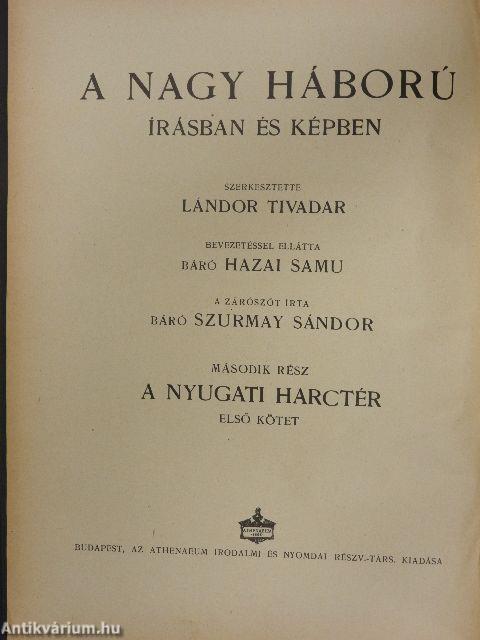 A NAGY HÁBORÚ
ÍRÁSBAN ÉS KÉPBEN
SZERKESZTETTE
LÁNDOR TIVADAR
BEVEZETÉSSEL ELLÁTTA
BÁRÓ HAZAI SAMU
A ZÁRÓSZÓT ÍRTA
BÁRÓ SZURMAY SÁNDOR
MÁSODIK RÉSZ
A NYUGATI HARCTÉR
ELSŐ KÖTET
ATHENAEUM
BUDAPEST, AZ ATHENAEUM IRODALMI ÉS NYOMDAI RÉSZV.-TÁRS. KIADÁSA
Antikvárium.hu